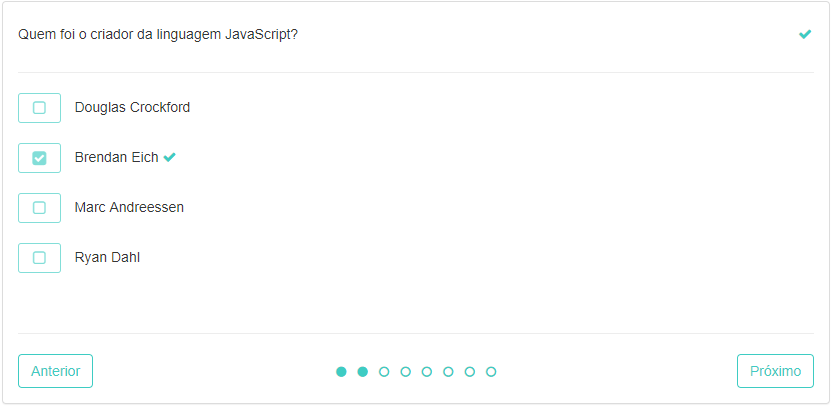 Quem foi o criador da linguagem JavaScript?
Douglas Crockford
Brendan Eich
Marc Andreessen
Ryan Dahl
Anterior
Próximo